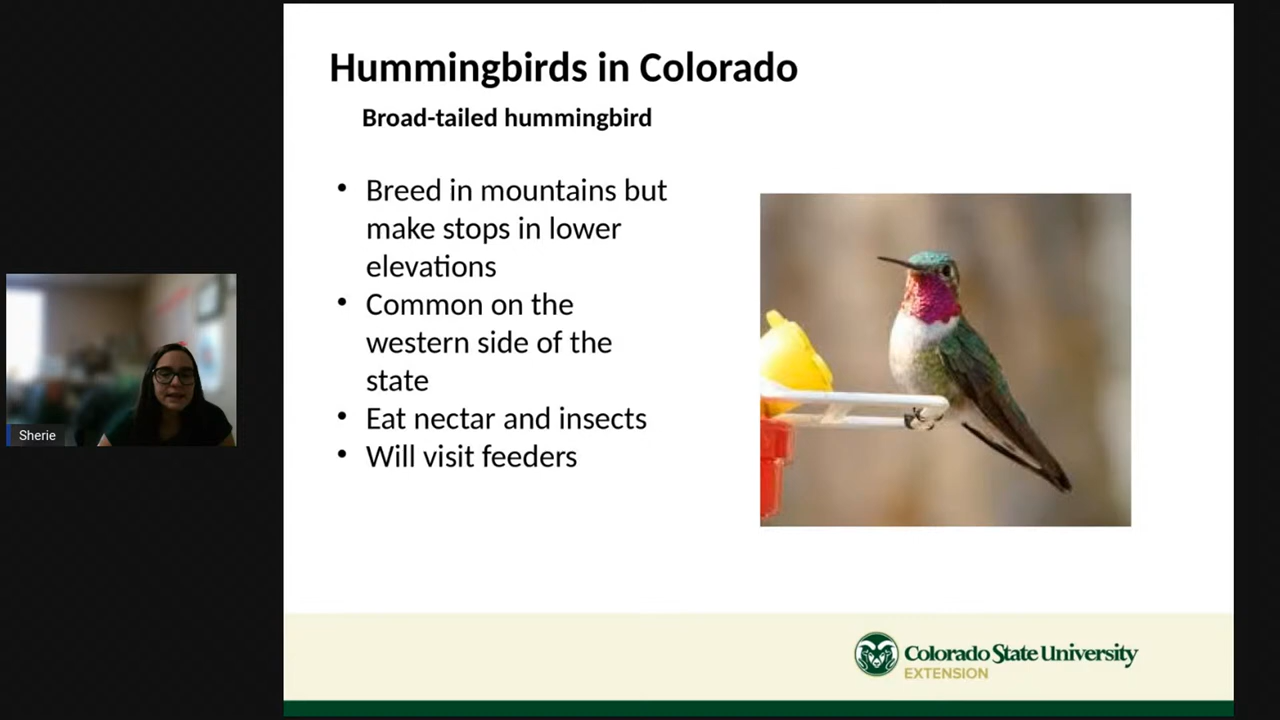 Hummingbirds in Colorado
Broad-tailed hummingbird
• Breed in mountains but
make stops in lower
elevations
• Common on the
western side of the
state
• Eat nectar and insects
• Will visit feeders
Sherie
Colorado State University
EXTENSION